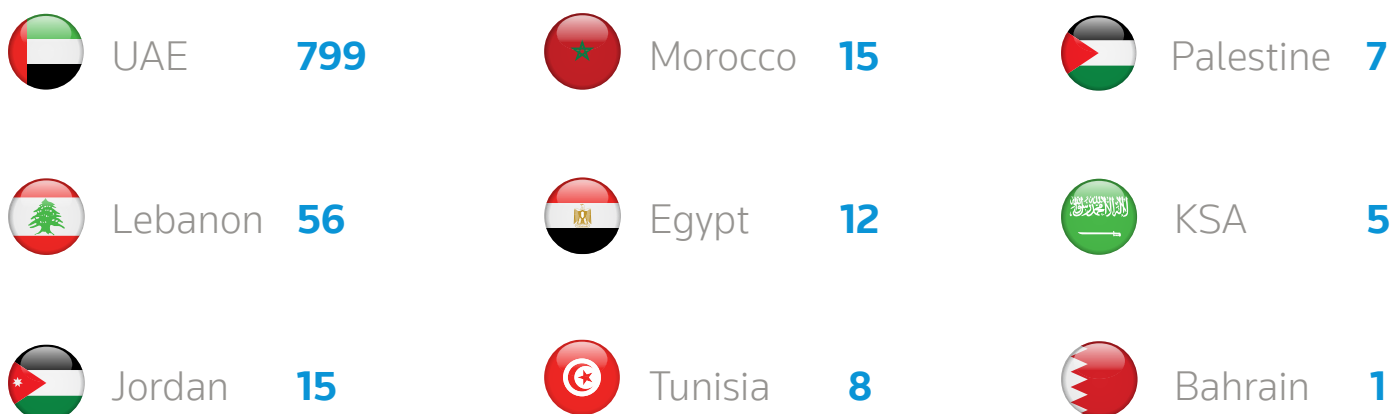 UAE 799 Morocco 15 Palestine 7
Lebanon 56 Egypt 12 KSA 5
Jordan 15 Tunisia 8 Bahrain 1